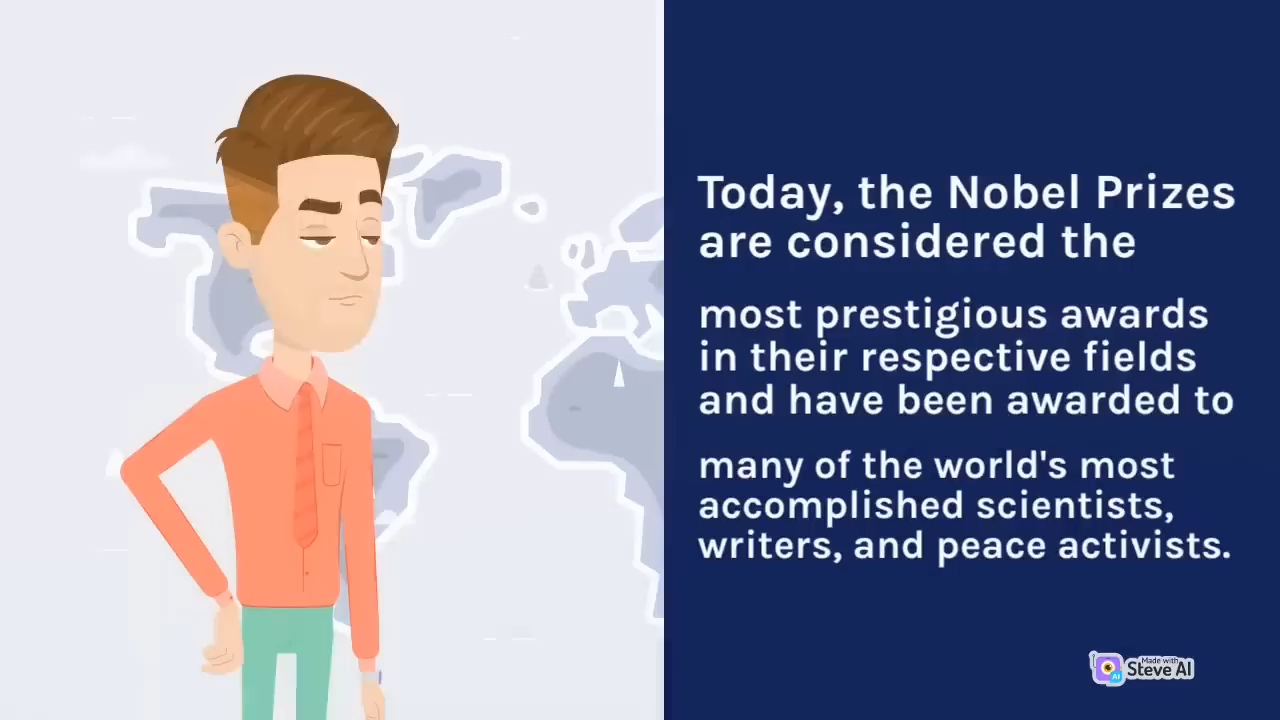 Today, the Nobel Prizes
are considered the
most prestigious awards
in their respective fields
and have been awarded to
many of the world's most
accomplished scientists,
writers, and peace activists.
Made with
Steve AI
AI